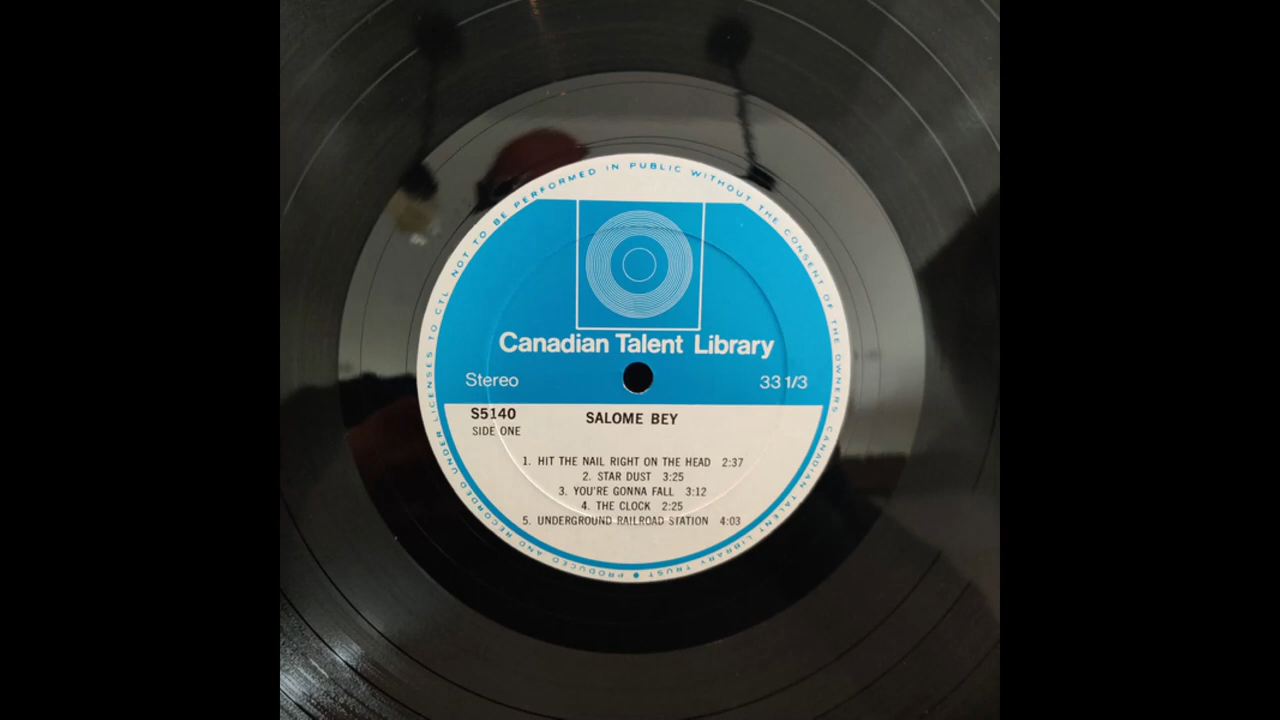 PRODUCED AND RECORDED UNDER LICENSES TO CTL NOT TO BE PERFORMED IN PUBLIC WITHOUT THE CONSENT OF THE OWNERS CANADIAN TALENT LIBRARY TRUST •
Canadian Talent Library
Stereo 33 1/3
S5140 SALOME BEY
SIDE ONE
1. HIT THE NAIL RIGHT ON THE HEAD 2:37
2. STAR DUST 3:25
3. YOU'RE GONNA FALL 3:12
4. THE CLOCK 2:25
5. UNDERGROUND RAILROAD STATION 4:03